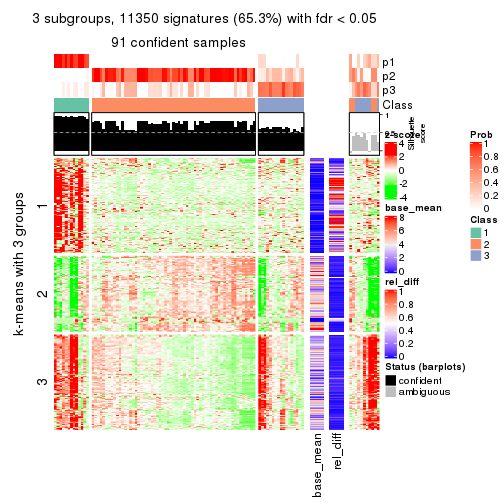 3 subgroups, 11350 signatures (65.3%) with fdr < 0.05
91 confident samples
p1
p2
p3
Class
1
0.5
0
Silhouette
score
k-means with 3 groups
1
2
3
base_mean
rel_diff
z-score
4
2
0
-2
-4
base_mean
8
6
4
2
0
rel_diff
1
0.8
0.6
0.4
0.2
0
Status (barplots)
confident
ambiguous
Prob
1
0.8
0.6
0.4
0.2
0
Class
1
2
3